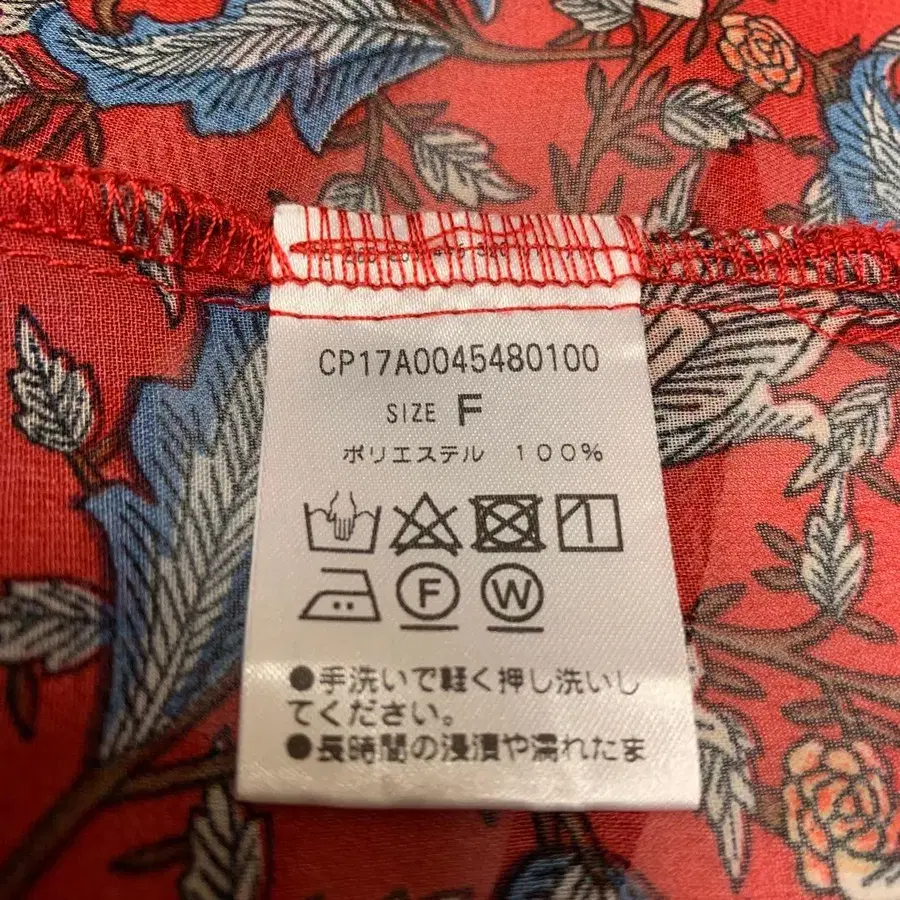 CP17A0045480100
SIZE F
ポリエステル 100%
F W
●手洗いで軽く押し洗いし
てください。
●長時間の浸漬や濡れたま